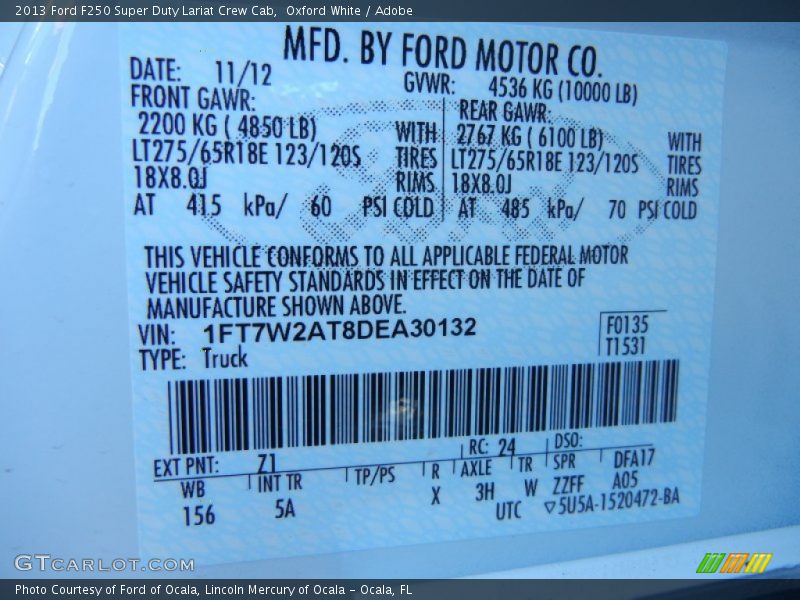 2013 Ford F250 Super Duty Lariat Crew Cab, Oxford White / Adobe
MFD. BY FORD MOTOR CO.
DATE: 11/12 GVWR: 4536 KG (10000 LB)
FRONT GAWR: REAR GAWR:
2200 KG ( 4850 LB) WITH 2767 KG ( 6100 LB) WITH
LT275/65R18E 123/120S TIRES LT275/65R18E 123/120S TIRES
18X8.0J RIMS 18X8.0J RIMS
AT 415 kPa/ 60 PSI COLD AT 485 kPa/ 70 PSI COLD
THIS VEHICLE CONFORMS TO ALL APPLICABLE FEDERAL MOTOR
VEHICLE SAFETY STANDARDS IN EFFECT ON THE DATE OF
MANUFACTURE SHOWN ABOVE.
VIN: 1FT7W2AT8DEA30132 F0135
TYPE: Truck T1531
EXT PNT: Z1 RC: 24 DSO:
WB INT TR TP/PS R AXLE TR SPR DFA17
156 5A X 3H W ZZFF A05
UTC ▽5U5A-1520472-BA
GTCARLOT.COM
Photo Courtesy of Ford of Ocala, Lincoln Mercury of Ocala - Ocala, FL